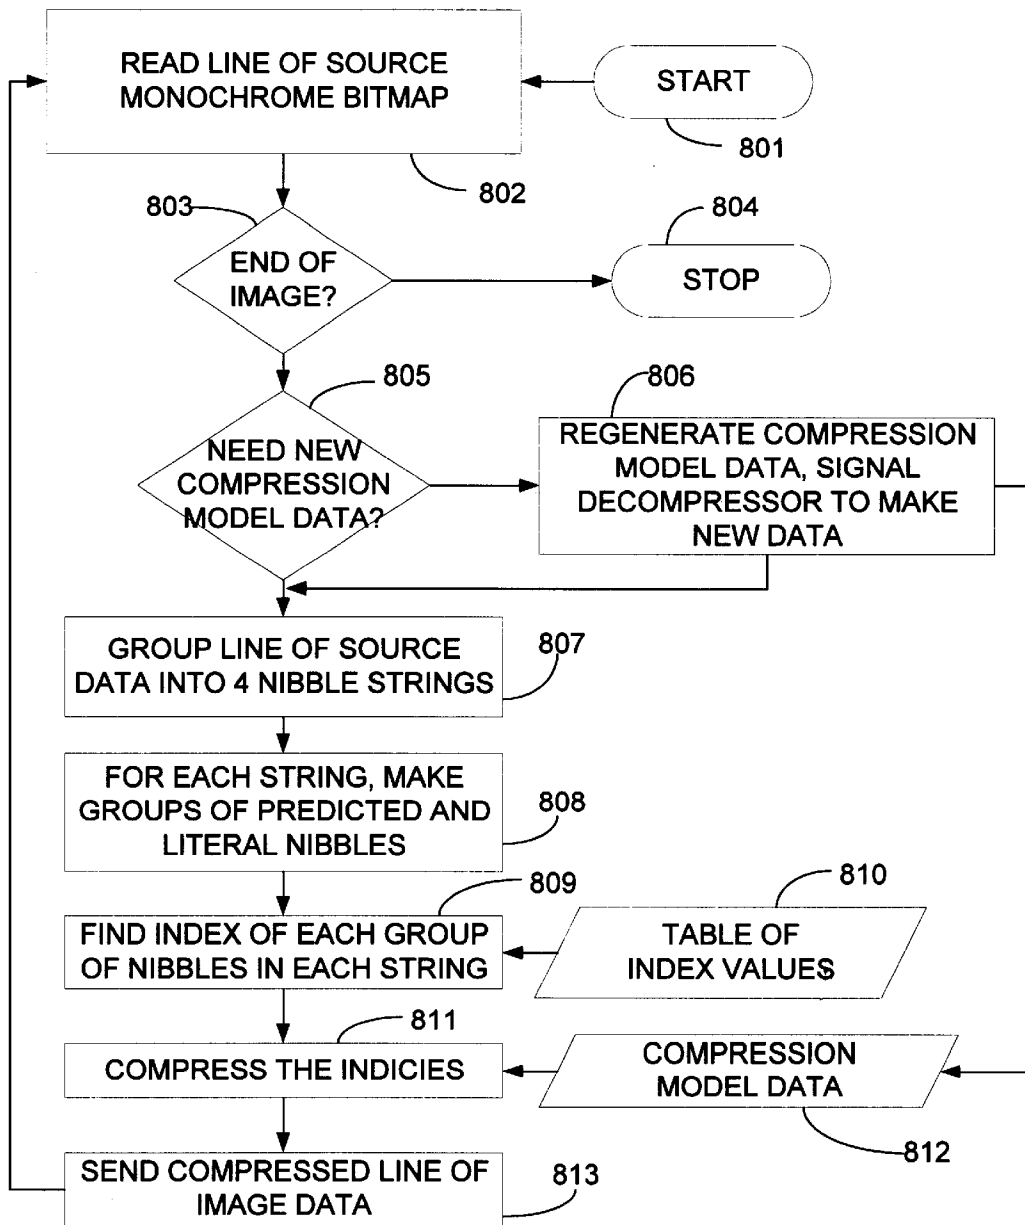 READ LINE OF SOURCE
MONOCHROME BITMAP
START
801
802
803
804
END OF
IMAGE?
STOP
805
806
NEED NEW
COMPRESSION
MODEL DATA?
REGENERATE COMPRESSION
MODEL DATA, SIGNAL
DECOMPRESSOR TO MAKE
NEW DATA
GROUP LINE OF SOURCE
DATA INTO 4 NIBBLE STRINGS
807
FOR EACH STRING, MAKE
GROUPS OF PREDICTED AND
LITERAL NIBBLES
808
809
810
FIND INDEX OF EACH GROUP
OF NIBBLES IN EACH STRING
TABLE OF
INDEX VALUES
811
COMPRESS THE INDICIES
COMPRESSION
MODEL DATA
812
SEND COMPRESSED LINE OF
IMAGE DATA
813